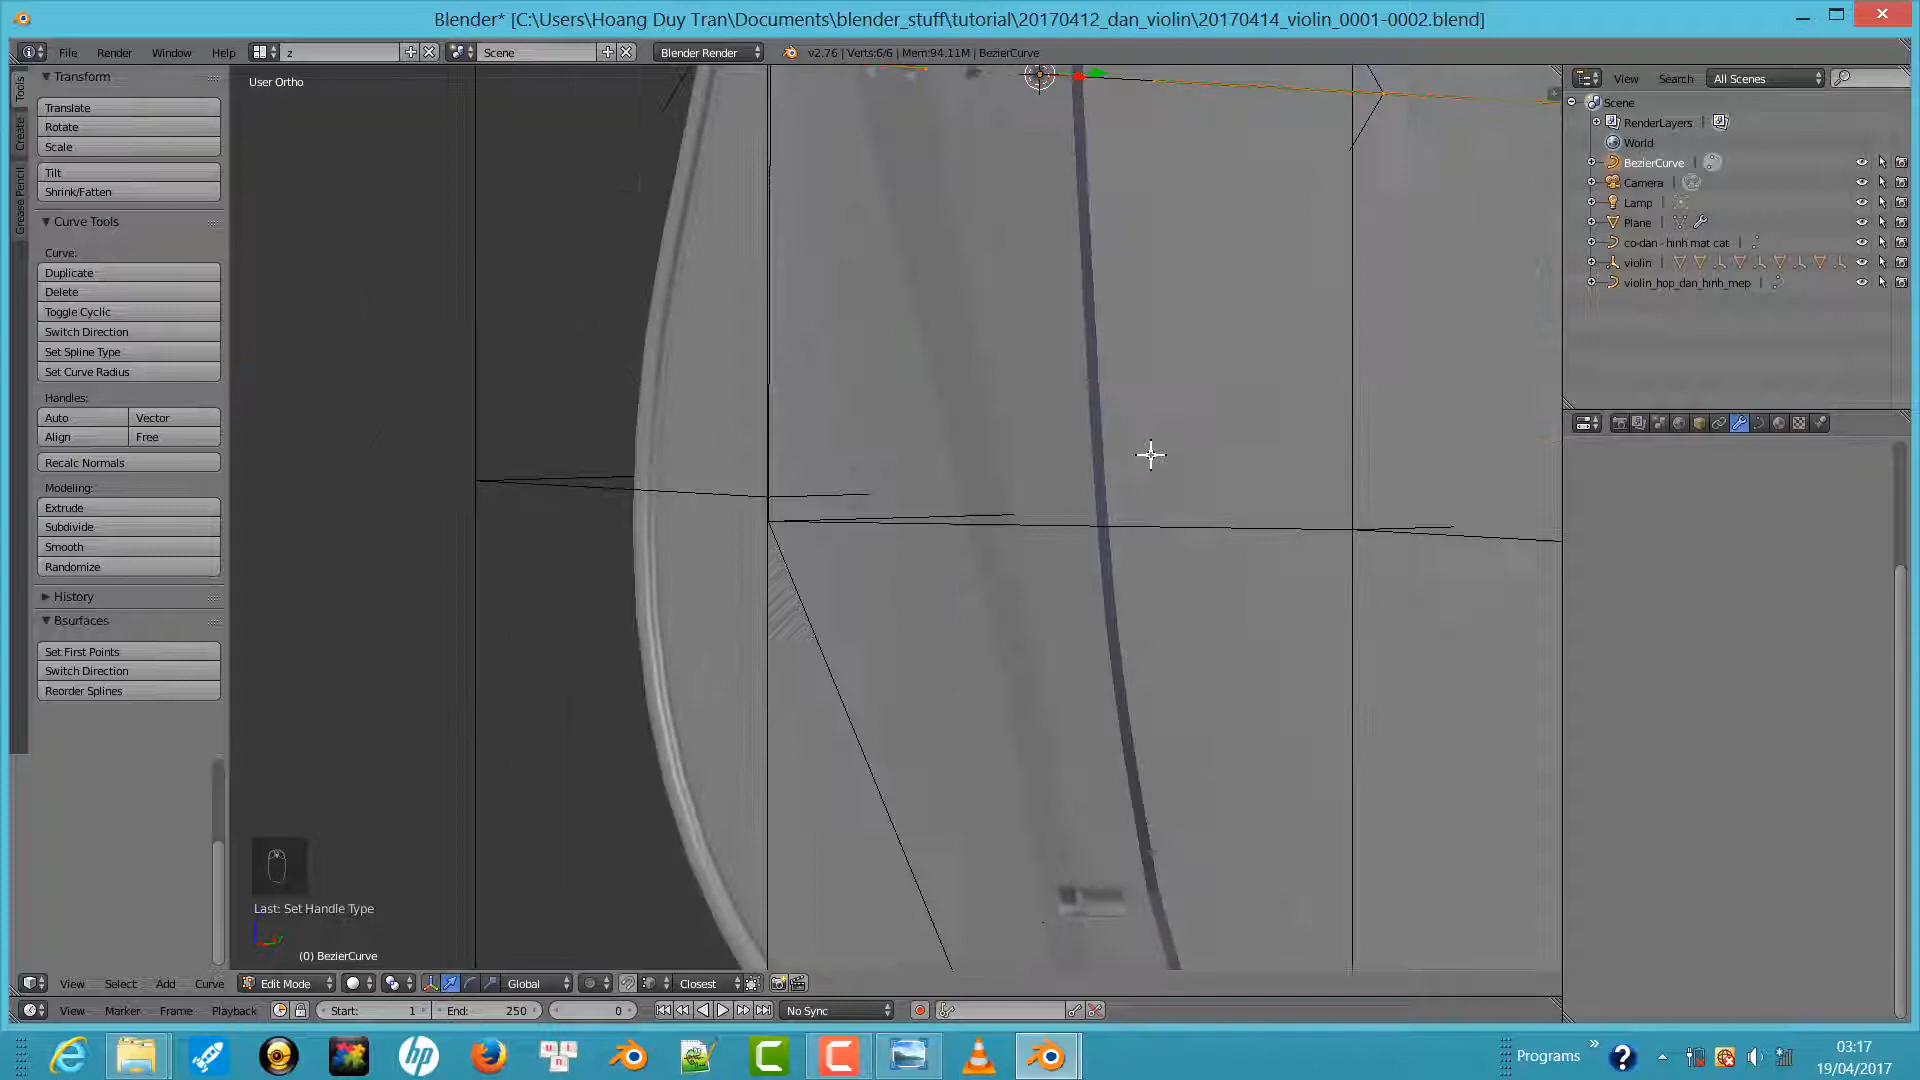 Blender* [C:\Users\Hoang Duy Tran\Documents\blender_stuff\tutorial\20170412_dan_violin\20170414_violin_0001-0002.blend]
File Render Window Help z Scene Blender Render v2.76 | Verts:6/6 | Mem:94.11M | BezierCurve
Tools
Create
Grease Pencil
Transform
Translate
Rotate
Scale
Tilt
Shrink/Fatten
Curve Tools
Curve:
Duplicate
Delete
Toggle Cyclic
Switch Direction
Set Spline Type
Set Curve Radius
Handles:
Auto Vector
Align Free
Recalc Normals
Modeling:
Extrude
Subdivide
Smooth
Randomize
History
Bsurfaces
Set First Points
Switch Direction
Reorder Splines
User Ortho
Last: Set Handle Type
(0) BezierCurve
View Search All Scenes
Scene
RenderLayers
World
BezierCurve
Camera
Lamp
Plane
co-dan - hinh mat cat
violin
violin_hop_dan_hinh_mep
View Select Add Curve Edit Mode Global Closest
View Marker Frame Playback Start: 1 End: 250 0 No Sync
Programs
03:17
19/04/2017